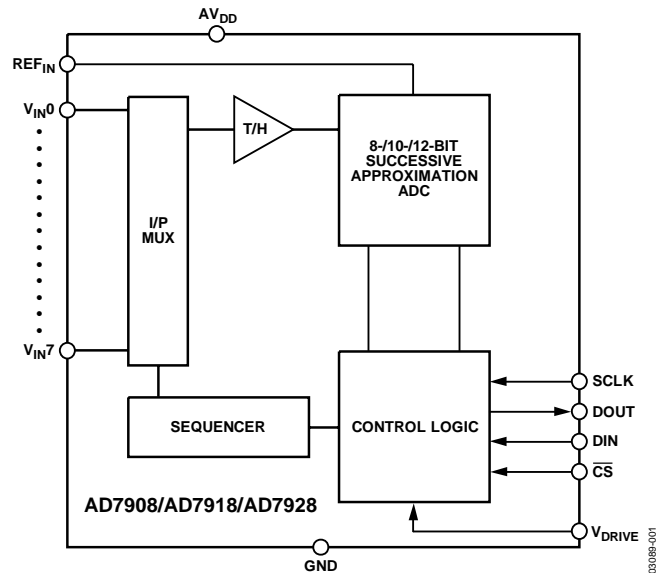 AVDD
REFIN
VIN0
T/H
8-/10-/12-BIT
SUCCESSIVE
APPROXIMATION
ADC
I/P
MUX
VIN7
SEQUENCER
CONTROL LOGIC
SCLK
DOUT
DIN
CS
VDRIVE
AD7908/AD7918/AD7928
GND
03089-001